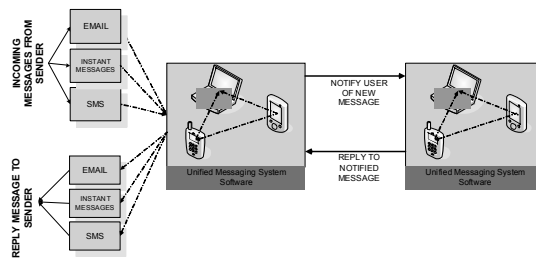 INCOMING
MESSAGES FROM
SENDER
EMAIL
INSTANT
MESSAGES
SMS
REPLY MESSAGE TO
SENDER
EMAIL
INSTANT
MESSAGES
SMS
Unified Messaging System
Software
NOTIFY USER
OF NEW
MESSAGE
REPLY TO
NOTIFIED
MESSAGE
Unified Messaging System
Software